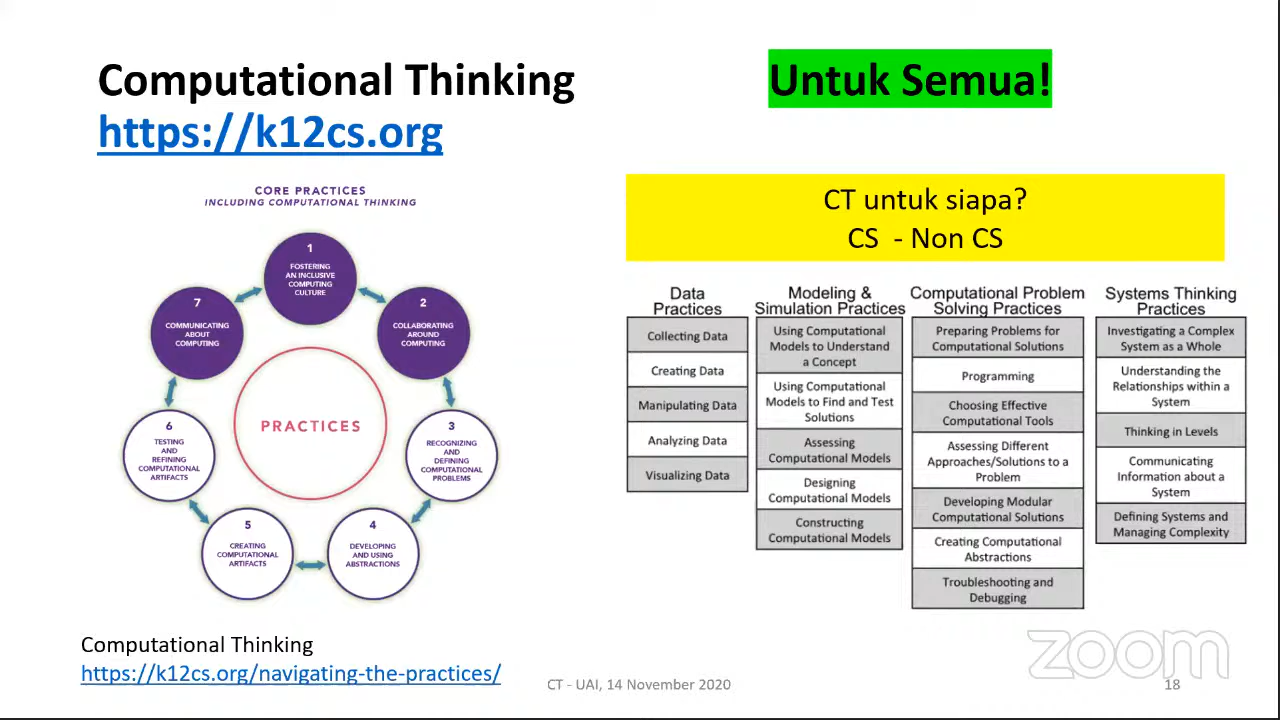 Computational Thinking
https://k12cs.org
Untuk Semua!
CORE PRACTICES
INCLUDING COMPUTATIONAL THINKING
1
FOSTERING
AN INCLUSIVE
COMPUTING
CULTURE
2
COLLABORATING
AROUND
COMPUTING
3
RECOGNIZING
AND
DEFINING
COMPUTATIONAL
PROBLEMS
4
DEVELOPING
AND USING
ABSTRACTIONS
5
CREATING
COMPUTATIONAL
ARTIFACTS
6
TESTING
AND
REFINING
COMPUTATIONAL
ARTIFACTS
7
COMMUNICATING
ABOUT
COMPUTING
PRACTICES
CT untuk siapa?
CS - Non CS
Data
Practices
Collecting Data
Creating Data
Manipulating Data
Analyzing Data
Visualizing Data
Modeling &
Simulation Practices
Using Computational
Models to Understand
a Concept
Using Computational
Models to Find and Test
Solutions
Assessing
Computational Models
Designing
Computational Models
Constructing
Computational Models
Computational Problem
Solving Practices
Preparing Problems for
Computational Solutions
Programming
Choosing Effective
Computational Tools
Assessing Different
Approaches/Solutions to a
Problem
Developing Modular
Computational Solutions
Creating Computational
Abstractions
Troubleshooting and
Debugging
Systems Thinking
Practices
Investigating a Complex
System as a Whole
Understanding the
Relationships within a
System
Thinking in Levels
Communicating
Information about a
System
Defining Systems and
Managing Complexity
Computational Thinking
https://k12cs.org/navigating-the-practices/
CT - UAI, 14 November 2020
18
zoom